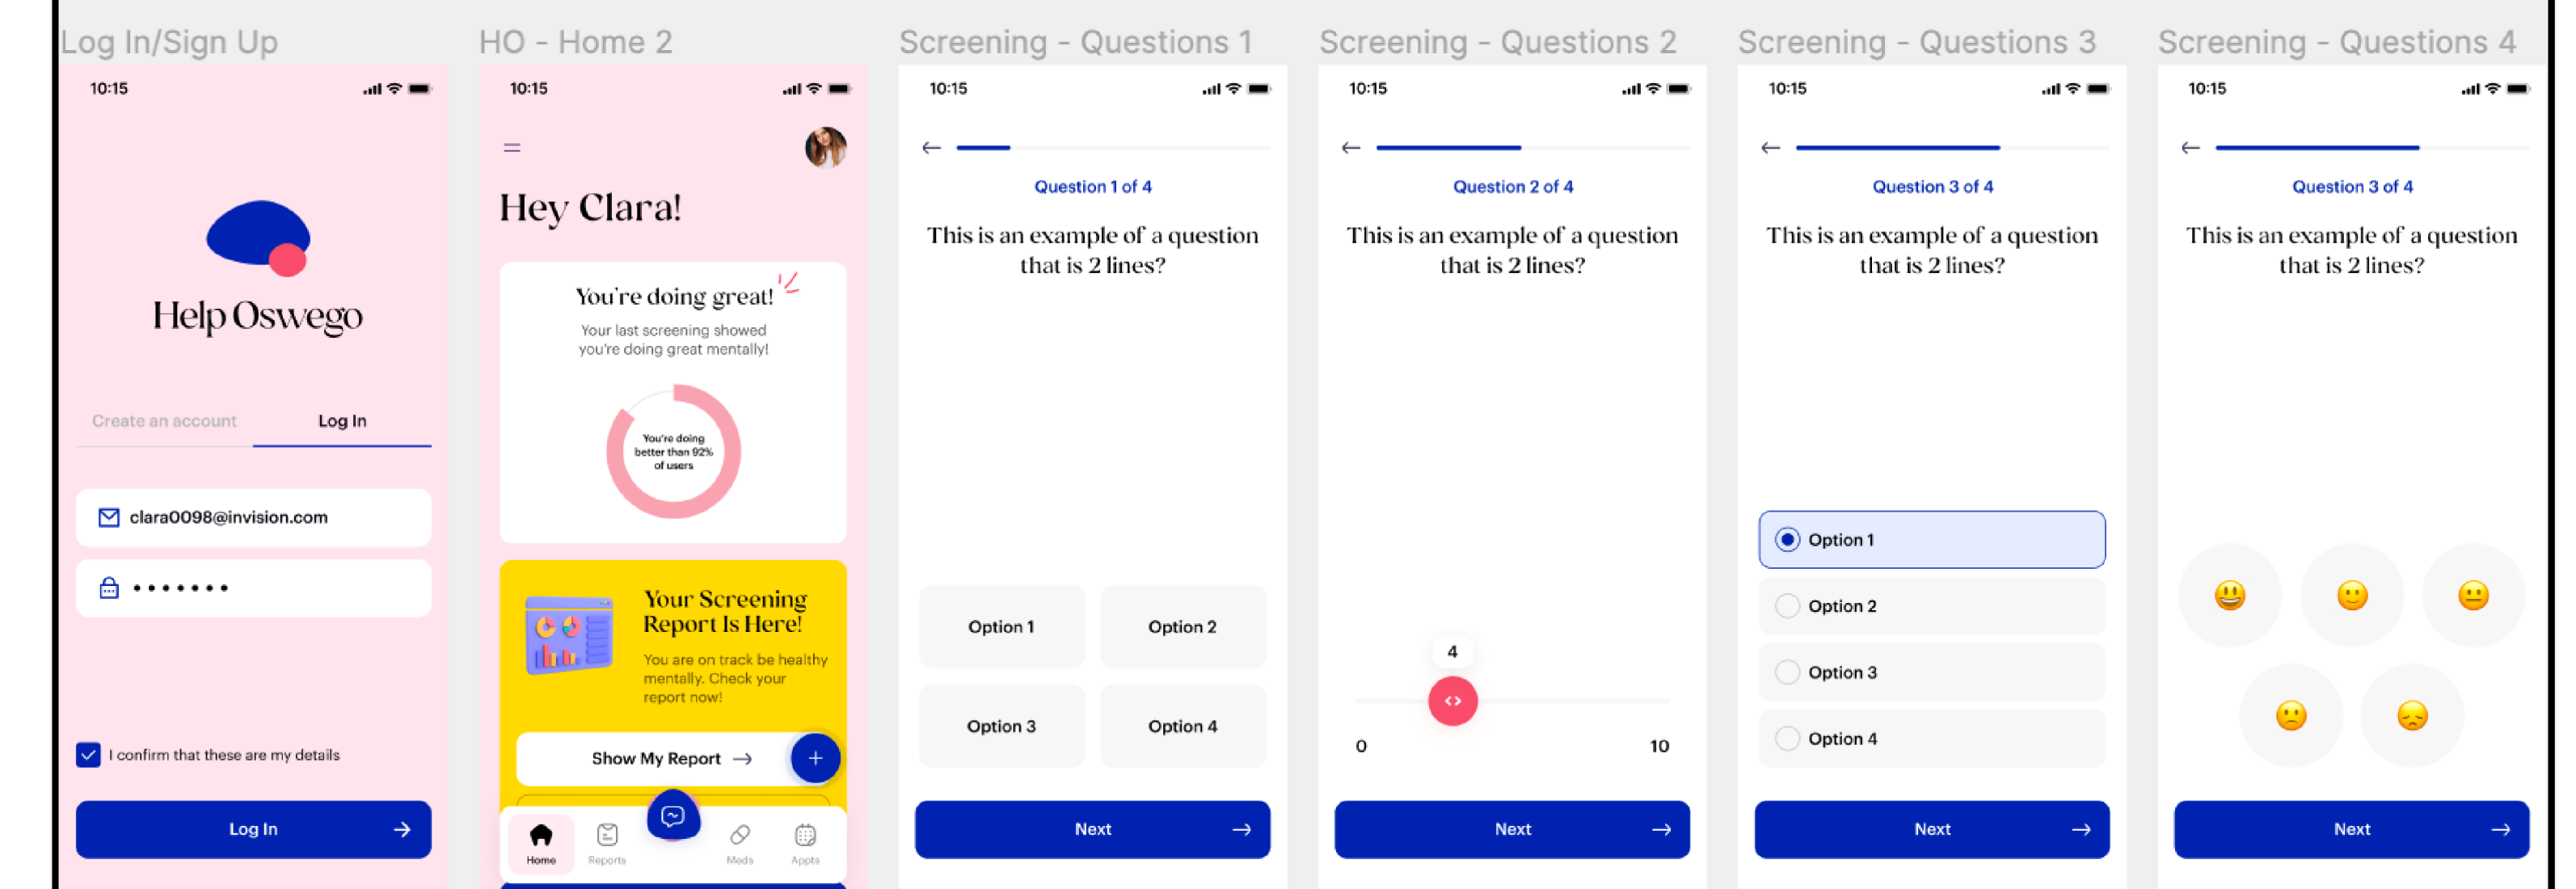 Log In/Sign Up
10:15
Help Oswego
Create an account
Log In
clara0098@invision.com
I confirm that these are my details
Log In
HO - Home 2
10:15
Hey Clara!
You're doing great!
Your last screening showed
you're doing great mentally!
You're doing
better than 92%
of users
Your Screening
Report Is Here!
You are on track be healthy
mentally. Check your
report now!
Show My Report
Home
Reports
Meds
Appts
Screening - Questions 1
10:15
Question 1 of 4
This is an example of a question
that is 2 lines?
Option 1
Option 2
Option 3
Option 4
Next
Screening - Questions 2
10:15
Question 2 of 4
This is an example of a question
that is 2 lines?
4
0
10
Next
Screening - Questions 3
10:15
Question 3 of 4
This is an example of a question
that is 2 lines?
Option 1
Option 2
Option 3
Option 4
Next
Screening - Questions 4
10:15
Question 3 of 4
This is an example of a question
that is 2 lines?
Next